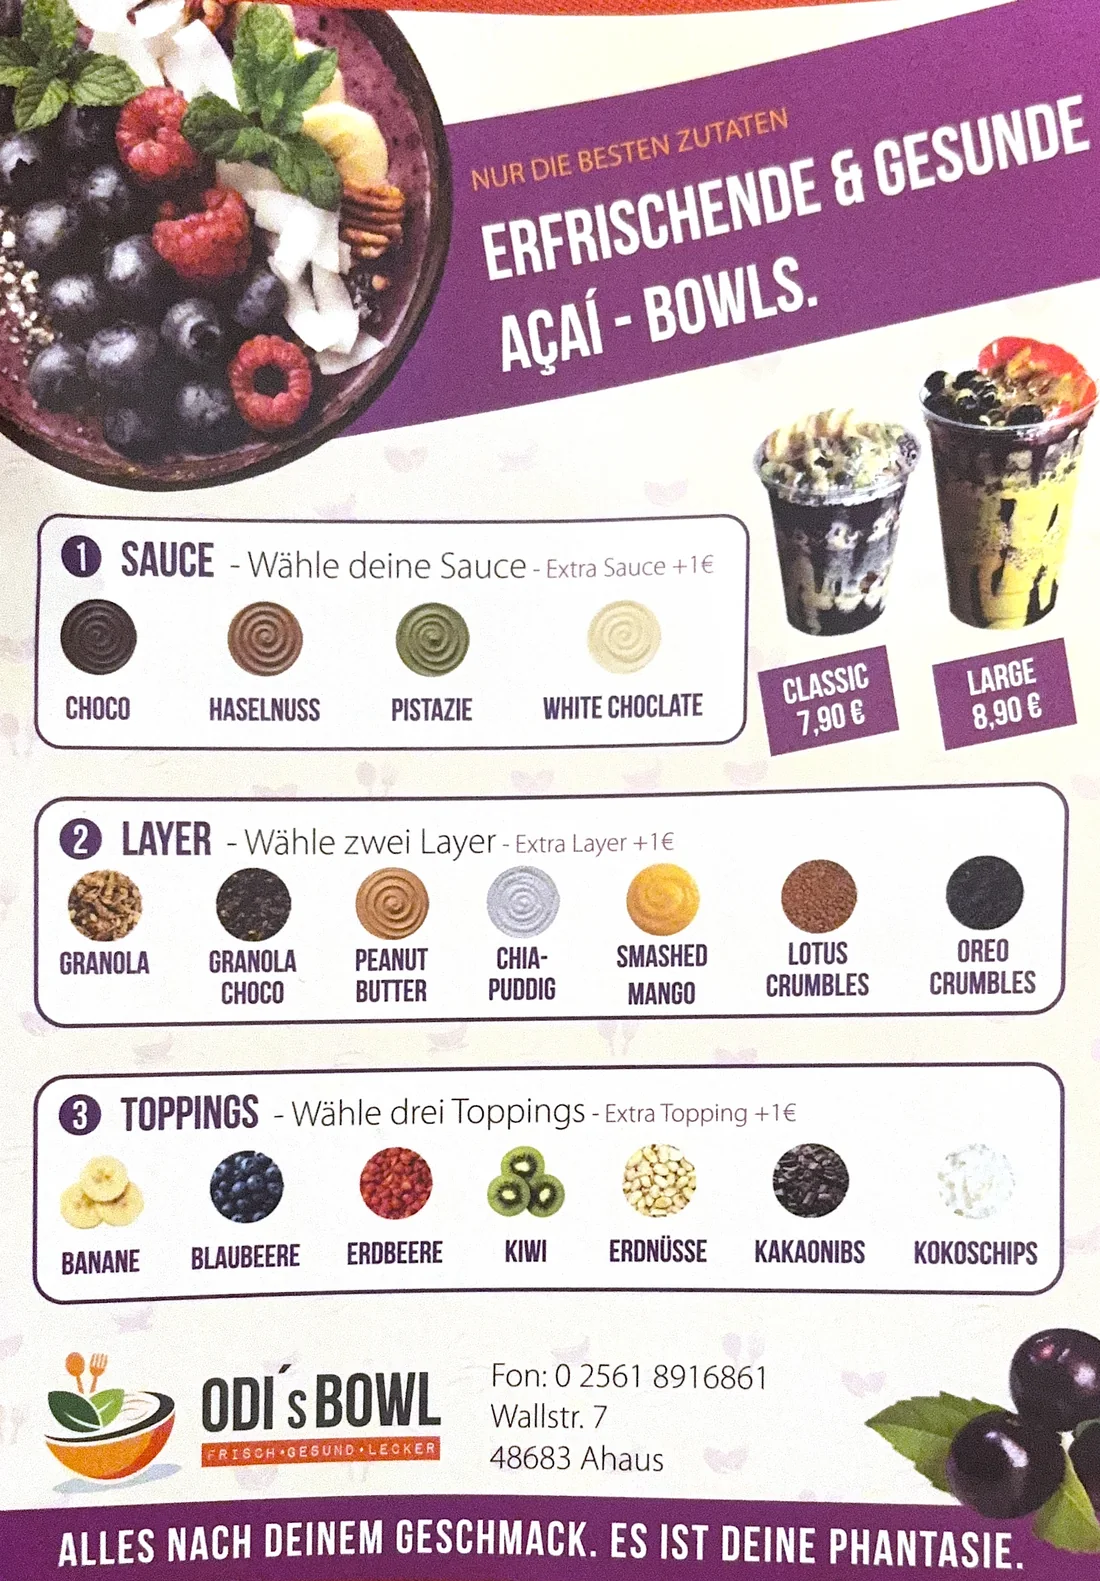 NUR DIE BESTEN ZUTATEN
ERFRISCHENDE & GESUNDE
AÇAÍ - BOWLS.
CLASSIC
7,90 €
LARGE
8,90 €
1 SAUCE - Wähle deine Sauce - Extra Sauce +1€
CHOCO HASELNUSS PISTAZIE WHITE CHOCLATE
2 LAYER - Wähle zwei Layer - Extra Layer +1€
GRANOLA
GRANOLA
CHOCO
PEANUT
BUTTER
CHIA-
PUDDIG
SMASHED
MANGO
LOTUS
CRUMBLES
OREO
CRUMBLES
3 TOPPINGS - Wähle drei Toppings - Extra Topping +1€
BANANE BLAUBEERE ERDBEERE KIWI ERDNÜSSE KAKAONIBS KOKOSCHIPS
ODI´s BOWL
FRISCH•GESUND•LECKER
Fon: 0 2561 8916861
Wallstr. 7
48683 Ahaus
ALLES NACH DEINEM GESCHMACK. ES IST DEINE PHANTASIE.